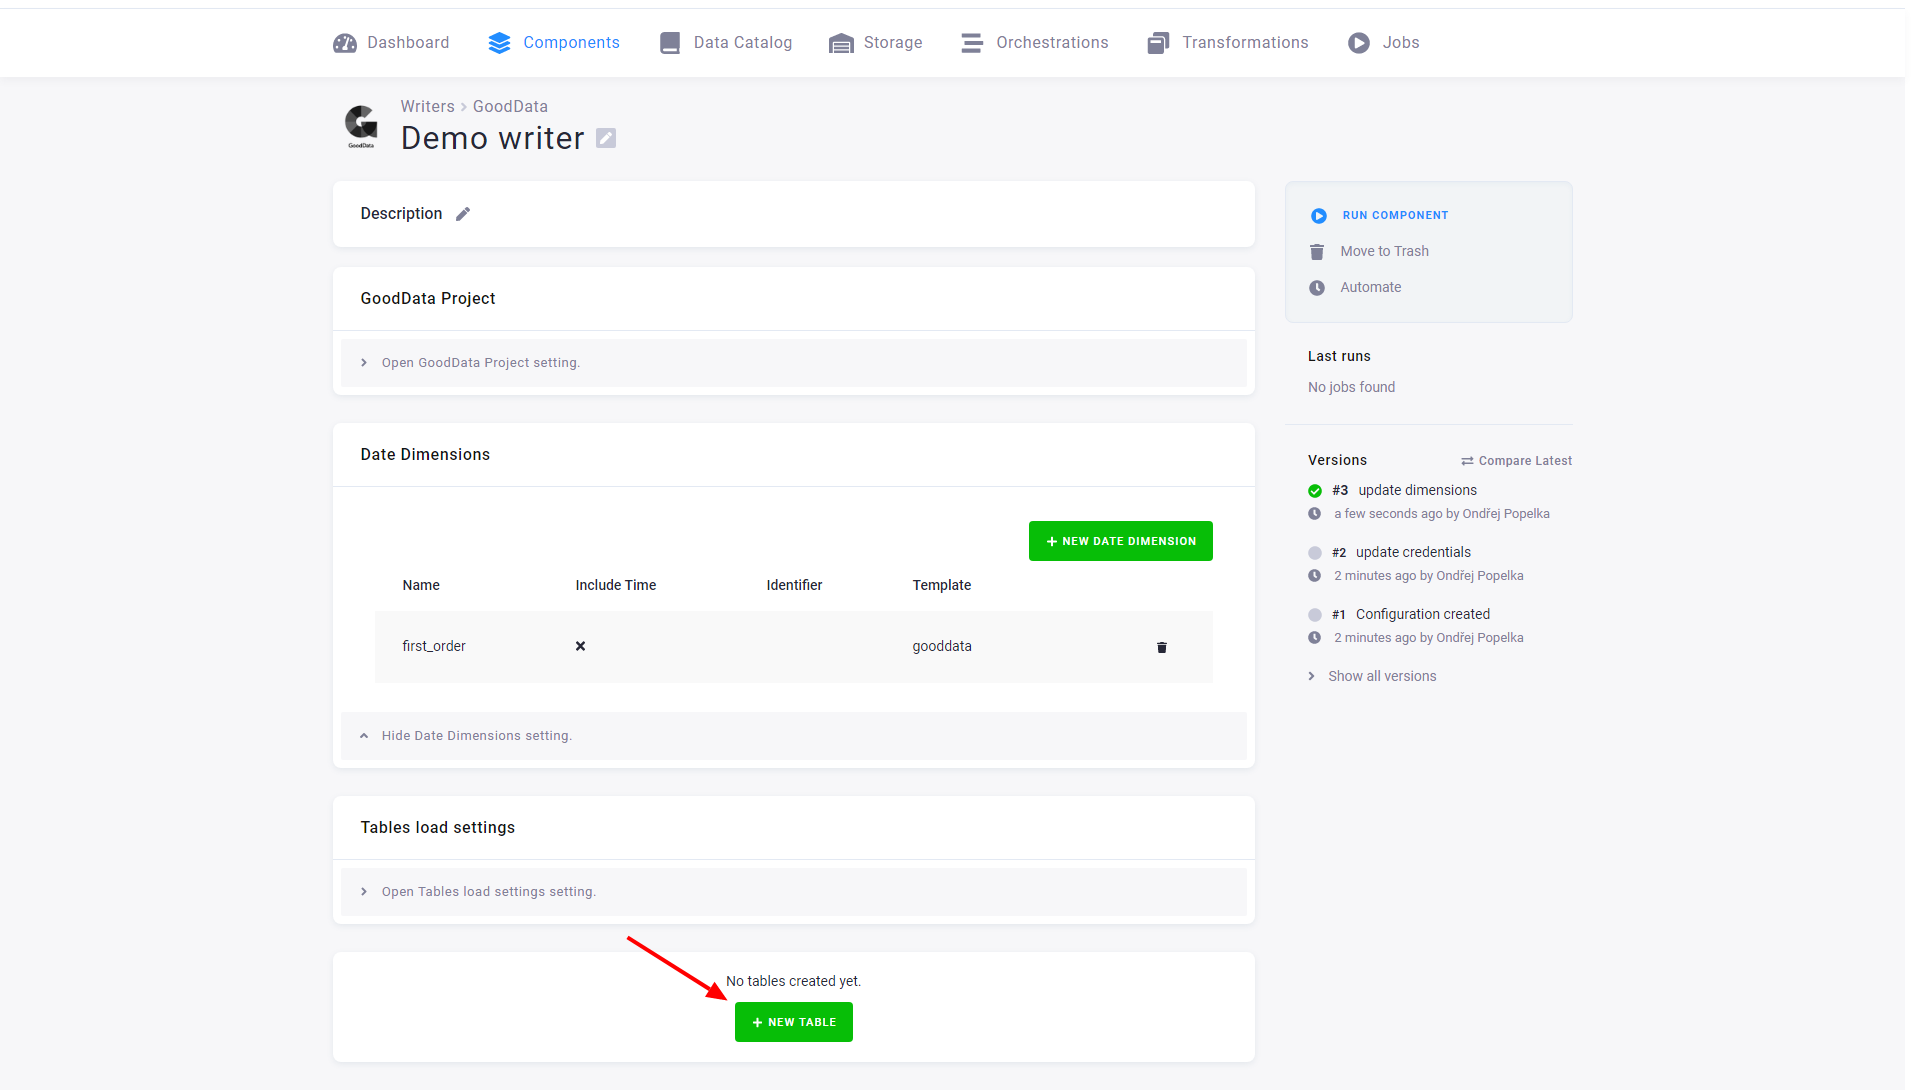 Dashboard Components Data Catalog Storage Orchestrations Transformations Jobs
Writers > GoodData
GoodData
Demo writer
Description
GoodData Project
Open GoodData Project setting.
Date Dimensions
+ NEW DATE DIMENSION
Name Include Time Identifier Template
first_order gooddata
Hide Date Dimensions setting.
Tables load settings
Open Tables load settings setting.
No tables created yet.
+ NEW TABLE
RUN COMPONENT
Move to Trash
Automate
Last runs
No jobs found
Versions Compare Latest
#3 update dimensions
a few seconds ago by Ondřej Popelka
#2 update credentials
2 minutes ago by Ondřej Popelka
#1 Configuration created
2 minutes ago by Ondřej Popelka
Show all versions